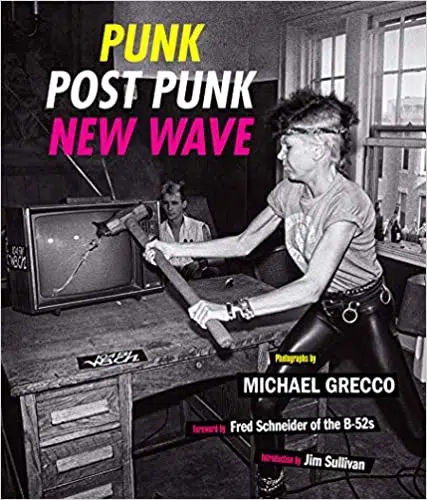 PUNK
POST PUNK
NEW WAVE
Photographs by
MICHAEL GRECCO
Foreword by Fred Schneider of the B-52s
Introduction by Jim Sullivan